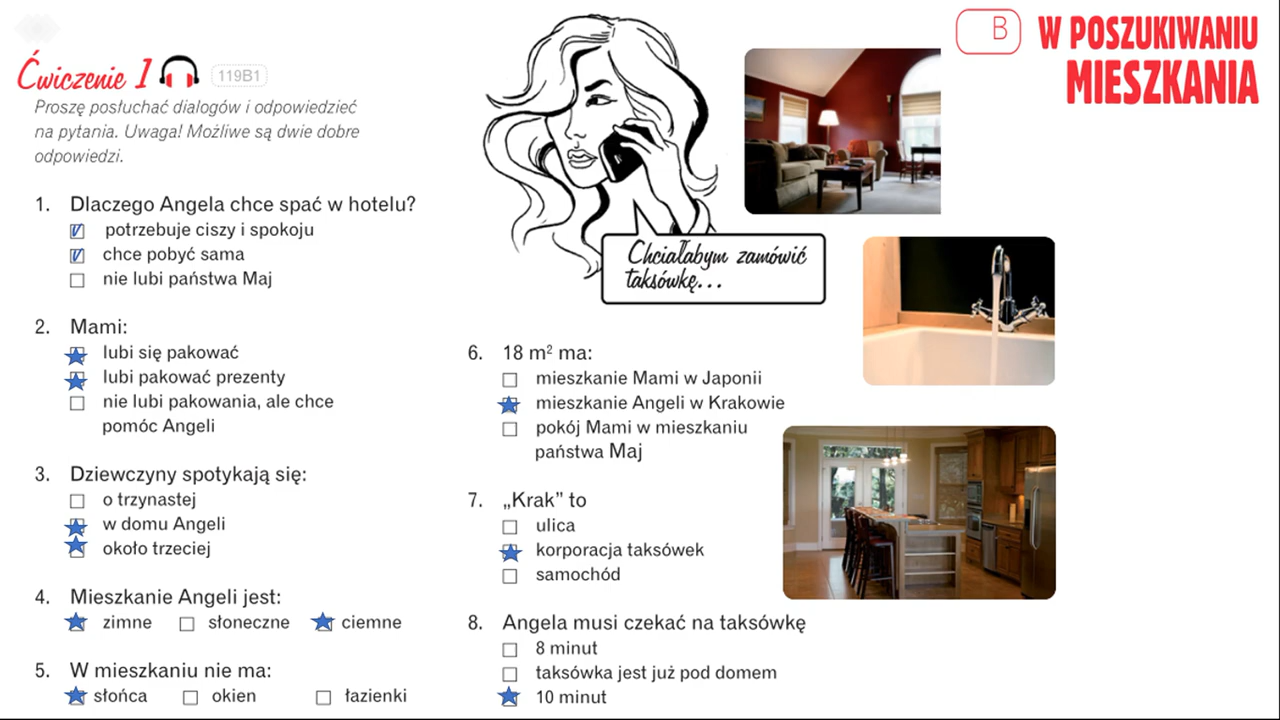 Ćwiczenie 1 119B1
Proszę posłuchać dialogów i odpowiedzieć
na pytania. Uwaga! Możliwe są dwie dobre
odpowiedzi.
1. Dlaczego Angela chce spać w hotelu?
potrzebuje ciszy i spokoju
chce pobyć sama
nie lubi państwa Maj
2. Mami:
lubi się pakować
lubi pakować prezenty
nie lubi pakowania, ale chce
pomóc Angeli
3. Dziewczyny spotykają się:
o trzynastej
w domu Angeli
około trzeciej
4. Mieszkanie Angeli jest:
zimne słoneczne ciemne
5. W mieszkaniu nie ma:
słońca okien łazienki
Chciałabym zamówić
taksówkę...
B W POSZUKIWANIU
MIESZKANIA
6. 18 m² ma:
mieszkanie Mami w Japonii
mieszkanie Angeli w Krakowie
pokój Mami w mieszkaniu
państwa Maj
7. „Krak” to
ulica
korporacja taksówek
samochód
8. Angela musi czekać na taksówkę
8 minut
taksówka jest już pod domem
10 minut